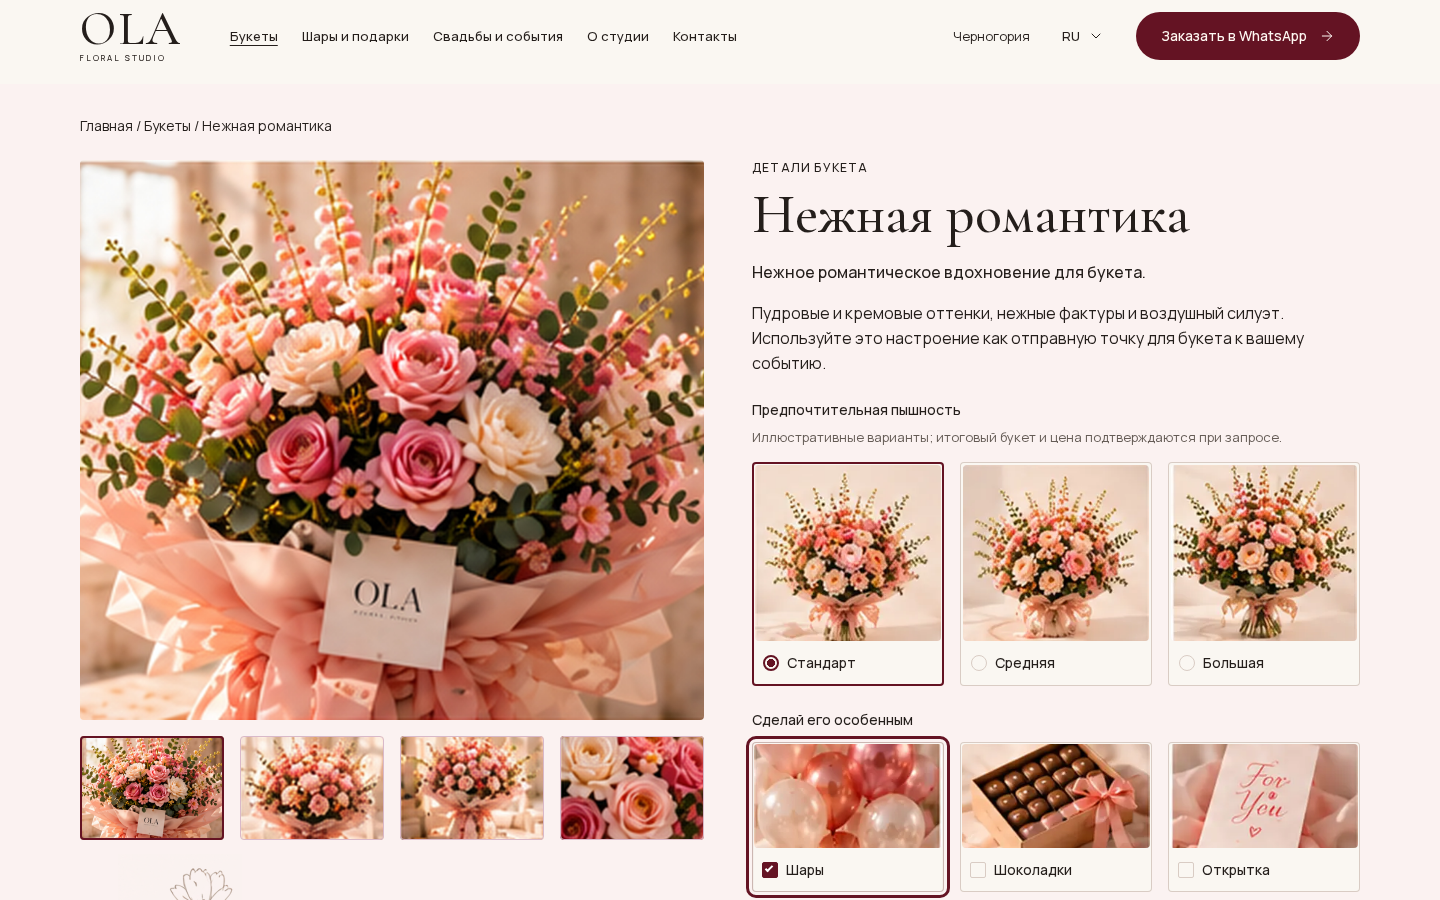 OLA
FLORAL STUDIO
Букеты
Шары и подарки
Свадьбы и события
О студии
Контакты
Черногория
RU
Заказать в WhatsApp
Главная / Букеты / Нежная романтика
ДЕТАЛИ БУКЕТА
Нежная романтика
Нежное романтическое вдохновение для букета.
Пудровые и кремовые оттенки, нежные фактуры и воздушный силуэт.
Используйте это настроение как отправную точку для букета к вашему
событию.
Предпочтительная пышность
Иллюстративные варианты; итоговый букет и цена подтверждаются при запросе.
Стандарт
Средняя
Большая
Сделай его особенным
For
You
Шары
Шоколадки
Открытка
OLA
OLA